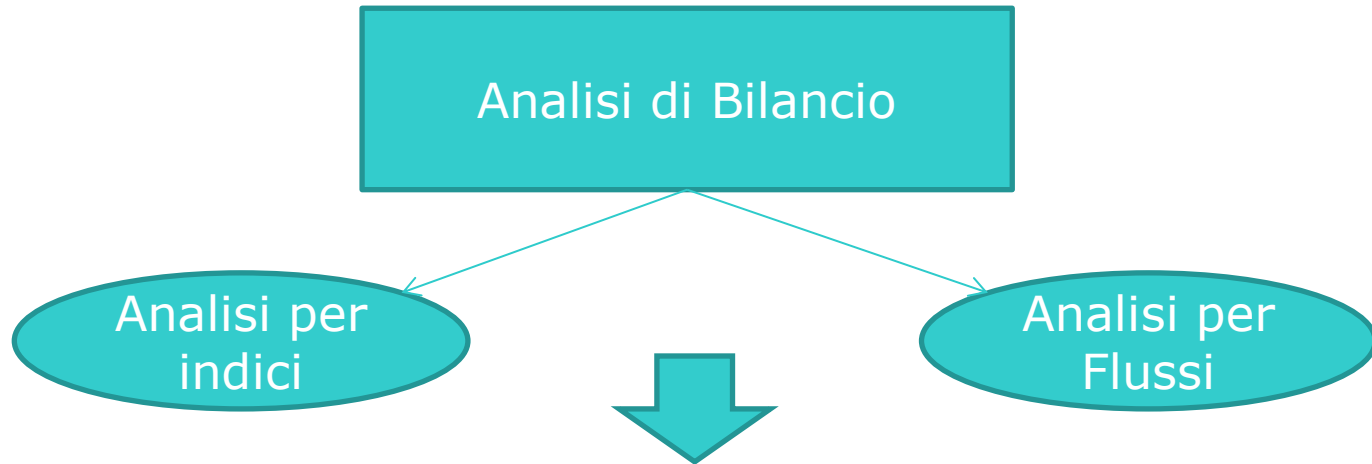 Analisi di Bilancio
Analisi per
indici
Analisi per
Flussi